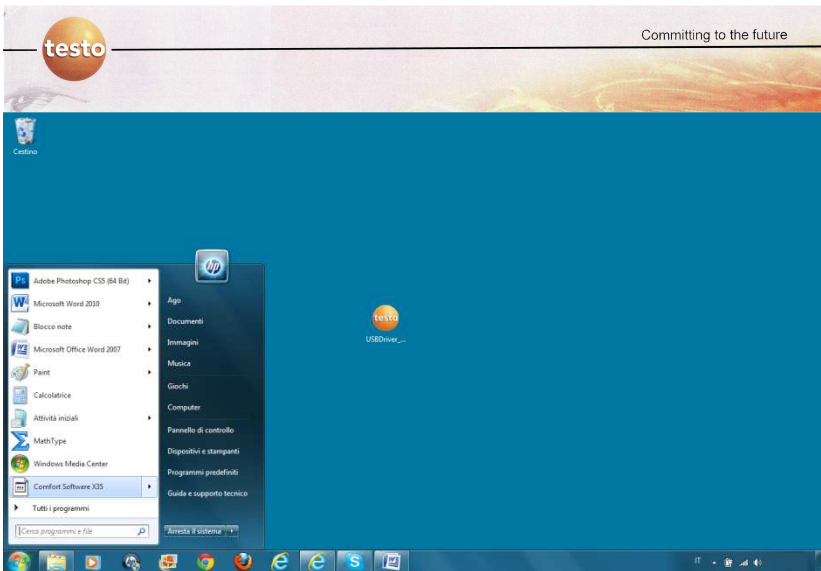 testo
Committing to the future
Cestino
Ps
Adobe Photoshop CS5 (64 Bit)
Microsoft Word 2010
Blocco note
Microsoft Office Word 2007
Paint
Calcolatrice
Attività iniziali
MathType
Windows Media Center
Comfort Software X35
Tutti i programmi
Cerca programmi e file
hp
Ago
Documenti
Immagini
Musica
Giochi
Computer
Pannello di controllo
Dispositivi e stampanti
Programmi predefiniti
Guida e supporto tecnico
Arresta il sistema
testo
USBDriver_...
IT